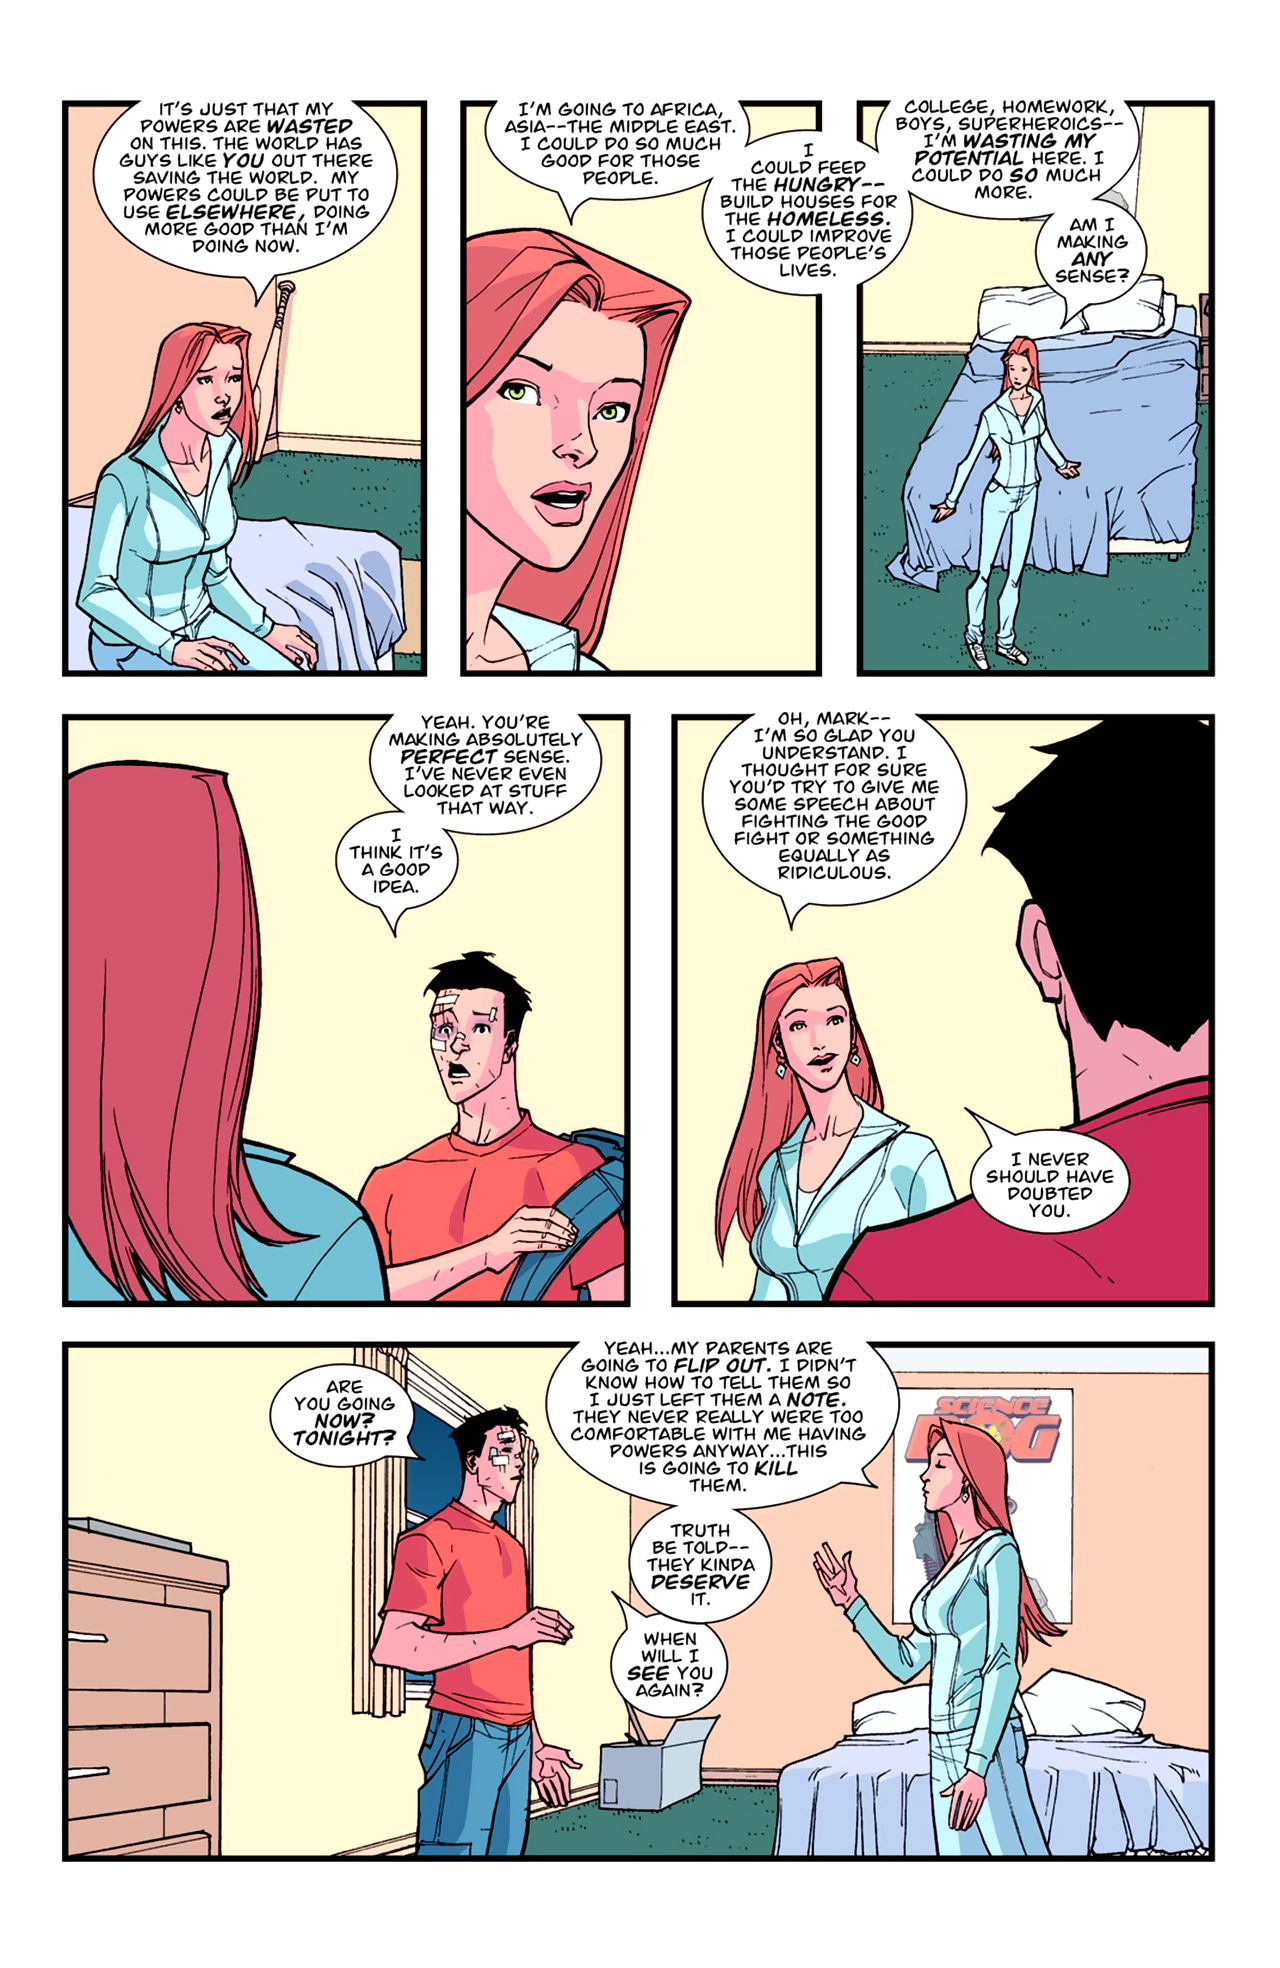 IT'S JUST THAT MY
POWERS ARE WASTED
ON THIS. THE WORLD HAS
GUYS LIKE YOU OUT THERE
SAVING THE WORLD. MY
POWERS COULD BE PUT TO
USE ELSEWHERE, DOING
MORE GOOD THAN I'M
DOING NOW.
I'M GOING TO AFRICA,
ASIA--THE MIDDLE EAST.
I COULD DO SO MUCH
GOOD FOR THOSE
PEOPLE.
I
COULD FEED
THE HUNGRY--
BUILD HOUSES FOR
THE HOMELESS.
I COULD IMPROVE
THOSE PEOPLE'S
LIVES.
COLLEGE, HOMEWORK,
BOYS, SUPERHEROICS--
I'M WASTING MY
POTENTIAL HERE. I
COULD DO SO MUCH
MORE.
AM I
MAKING
ANY
SENSE?
YEAH. YOU'RE
MAKING ABSOLUTELY
PERFECT SENSE.
I'VE NEVER EVEN
LOOKED AT STUFF
THAT WAY.
I
THINK IT'S
A GOOD
IDEA.
OH, MARK--
I'M SO GLAD YOU
UNDERSTAND. I
THOUGHT FOR SURE
YOU'D TRY TO GIVE ME
SOME SPEECH ABOUT
FIGHTING THE GOOD
FIGHT OR SOMETHING
EQUALLY AS
RIDICULOUS.
I NEVER
SHOULD HAVE
DOUBTED
YOU.
ARE
YOU GOING
NOW?
TONIGHT?
YEAH...MY PARENTS ARE
GOING TO FLIP OUT. I DIDN'T
KNOW HOW TO TELL THEM SO
I JUST LEFT THEM A NOTE.
THEY NEVER REALLY WERE TOO
COMFORTABLE WITH ME HAVING
POWERS ANYWAY...THIS
IS GOING TO KILL
THEM.
TRUTH
BE TOLD--
THEY KINDA
DESERVE
IT.
WHEN
WILL I
SEE YOU
AGAIN?
SCIENCE
DOG